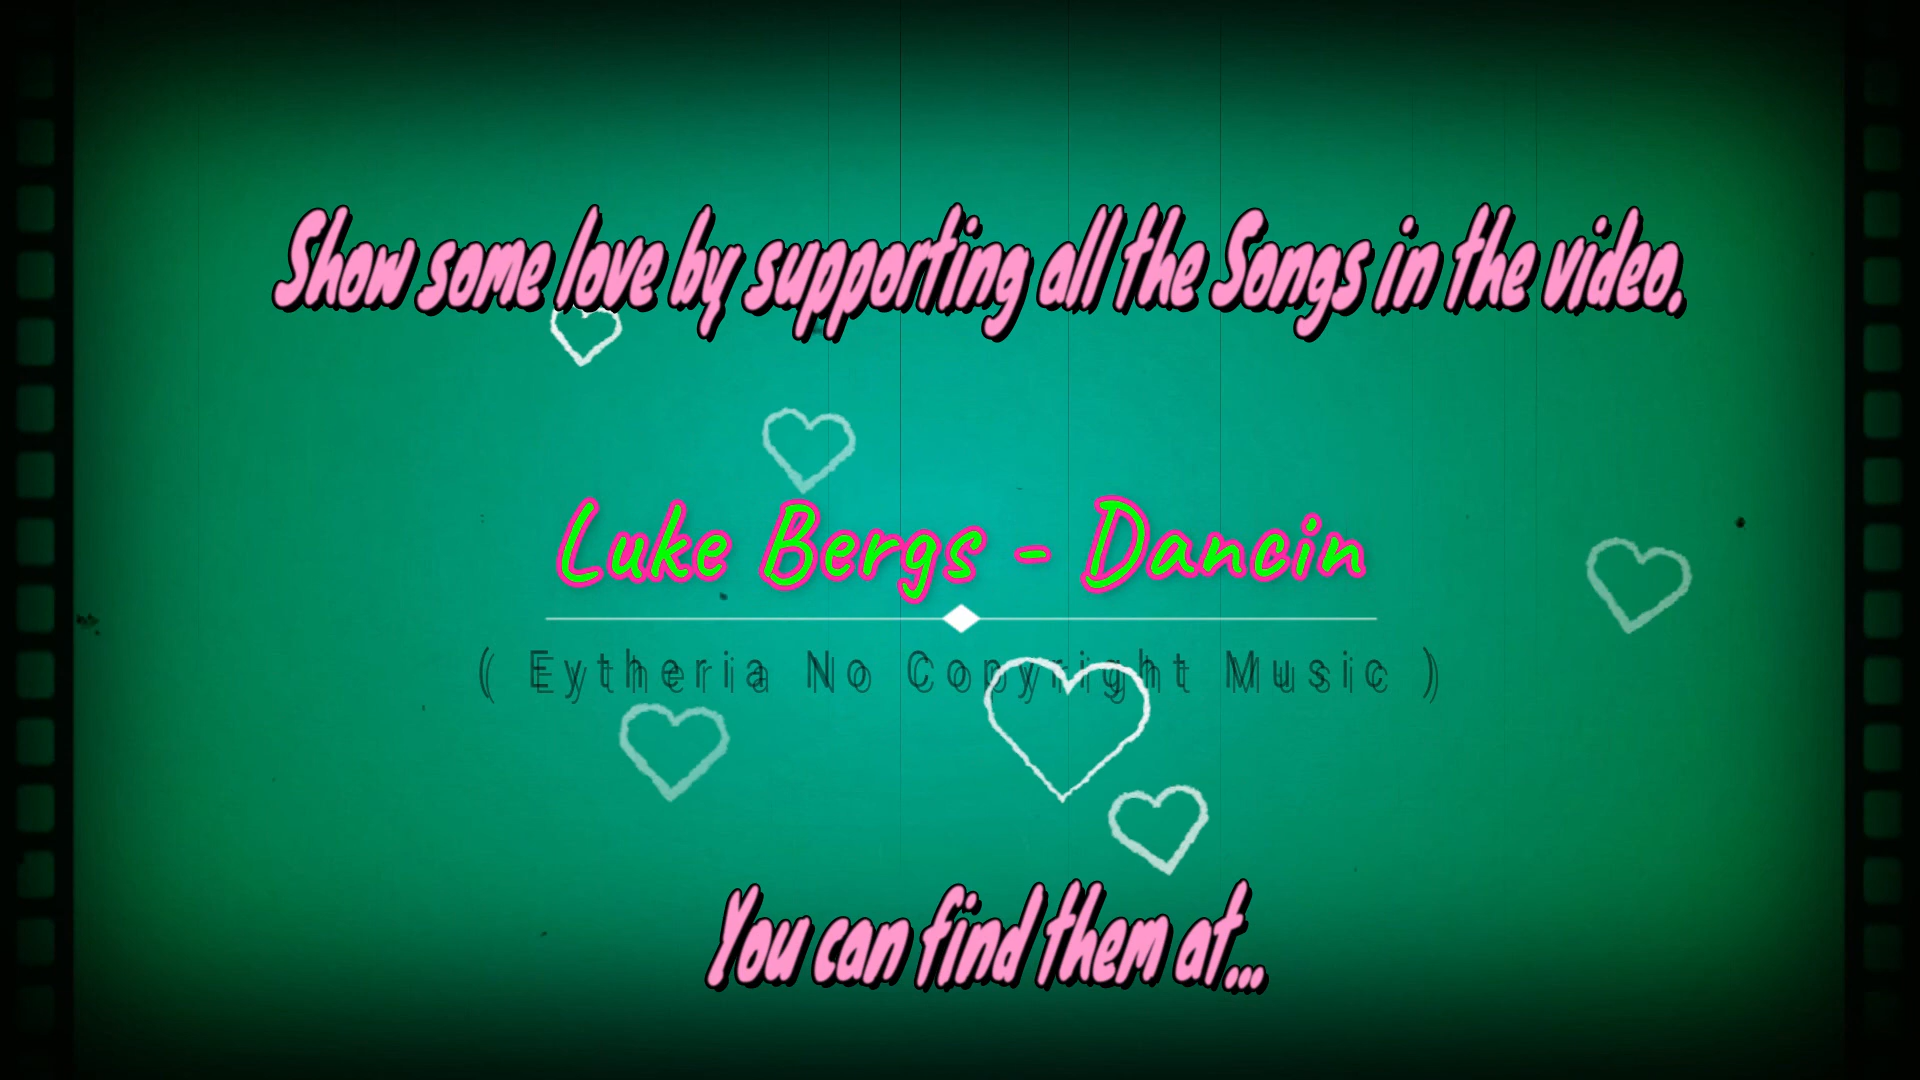 Show some love by supporting all the Songs in the video.
Luke Bergs - Dancin
( Eytheria No Copyright Music )
You can find them at...